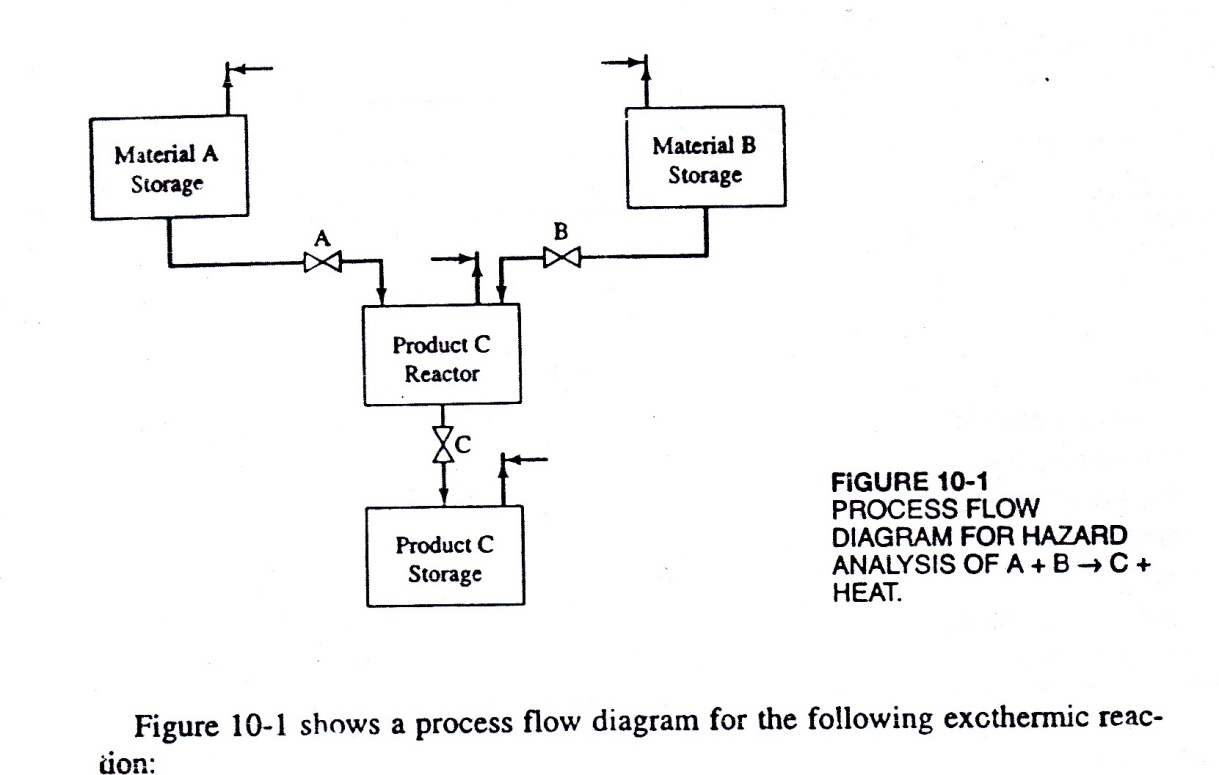 Material A
Storage
Material B
Storage
A
B
Product C
Reactor
C
Product C
Storage
FIGURE 10-1
PROCESS FLOW
DIAGRAM FOR HAZARD
ANALYSIS OF A + B → C +
HEAT.
Figure 10-1 shows a process flow diagram for the following exothermic reac-
tion: